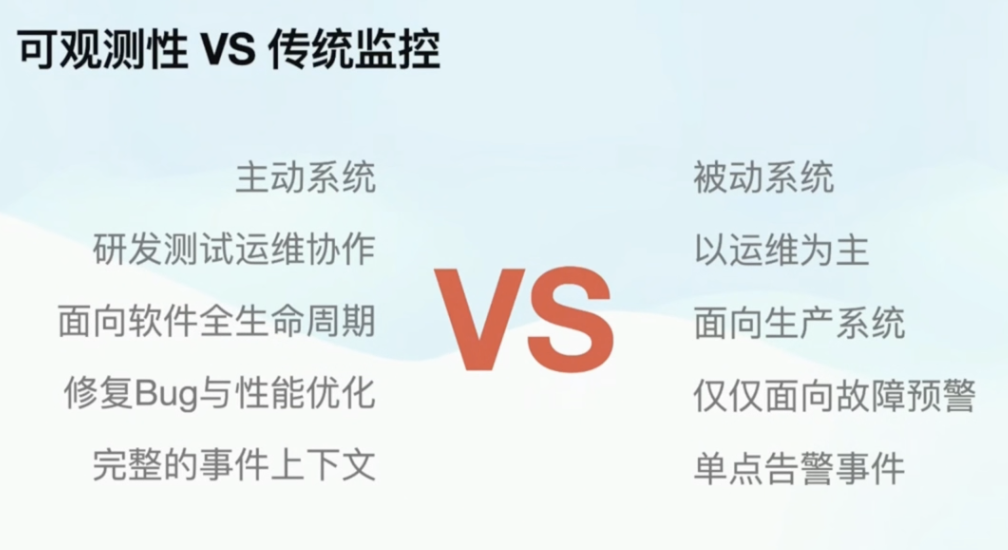 可观测性 VS 传统监控
主动系统
研发测试运维协作
面向软件全生命周期
修复Bug与性能优化
完整的事件上下文
VS
被动系统
以运维为主
面向生产系统
仅仅面向故障预警
单点告警事件